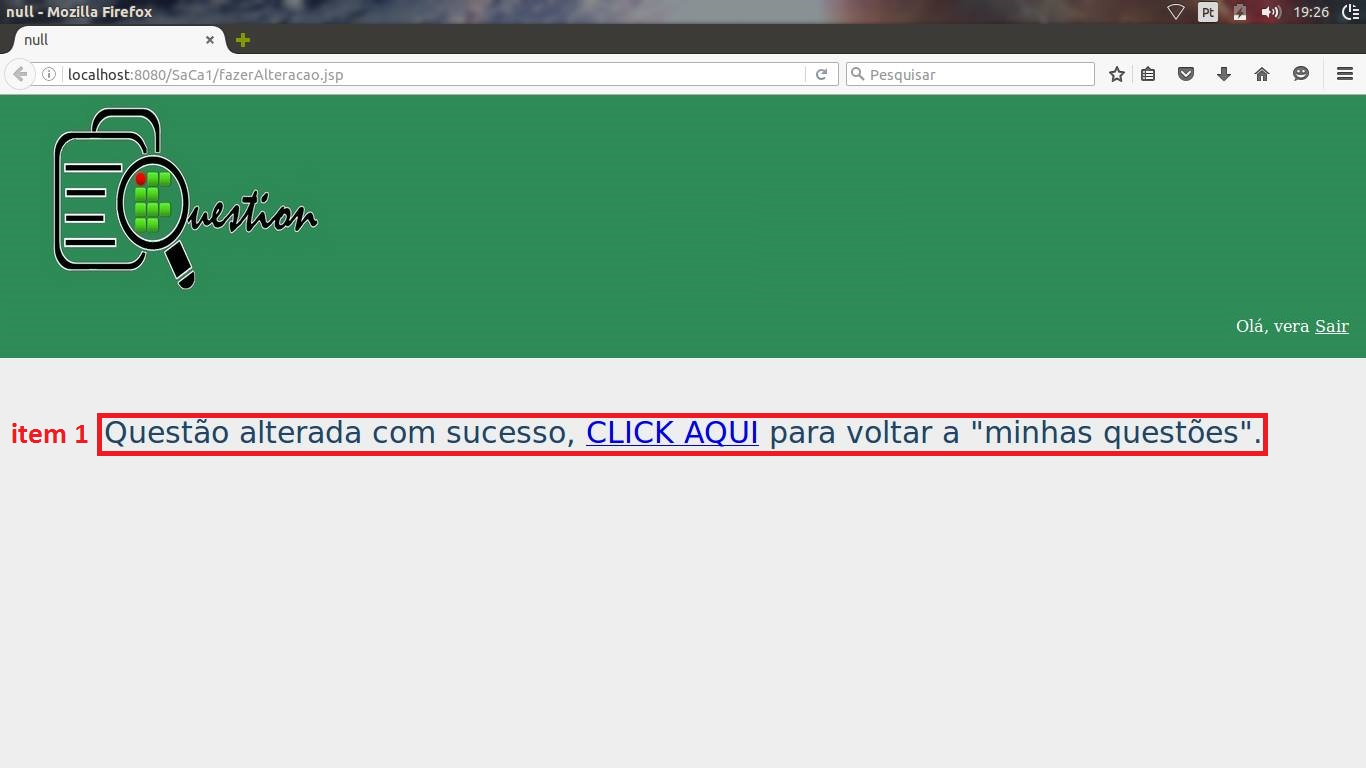 null - Mozilla Firefox
Pt
19:26
null
localhost:8080/SaCa1/fazerAlteracao.jsp
Pesquisar
uestion
Olá, vera Sair
item 1 Questão alterada com sucesso, CLICK AQUI para voltar a "minhas questões".